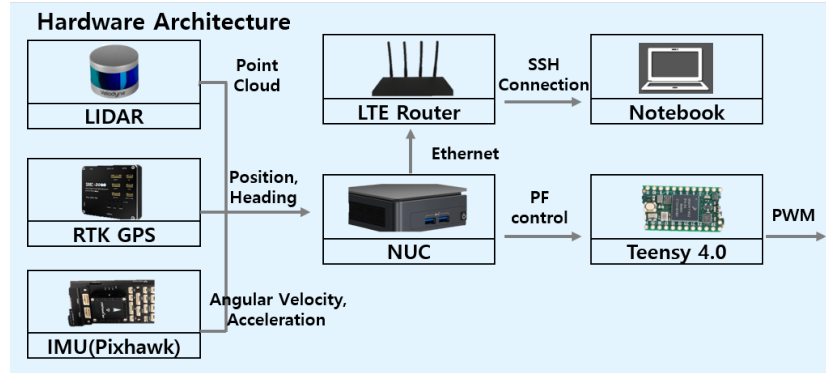 Hardware Architecture
Point
Cloud
Velodyne
LIDAR
LTE Router
SSH
Connection
Notebook
Ethernet
Position,
Heading
RTK GPS
NUC
PF
control
Teensy 4.0
PWM
Angular Velocity,
Acceleration
IMU(Pixhawk)